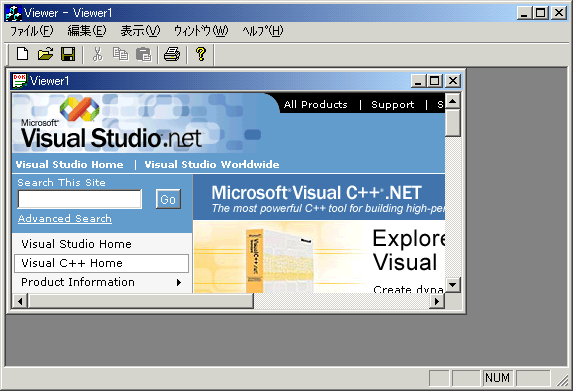 Viewer - Viewer1
ﾌｧｲﾙ(F) 編集(E) 表示(V) ｳｨﾝﾄﾞｳ(W) ﾍﾙﾌﾟ(H)
Viewer1
All Products | Support | S
Microsoft®
Visual Studio.net
Visual Studio Home | Visual Studio Worldwide
Search This Site
Go
Advanced Search
Microsoft® Visual C++® .NET
The most powerful C++ tool for building high-per
Visual Studio Home
Visual C++ Home
Product Information
Explore
Visual
Create dyna
NUM